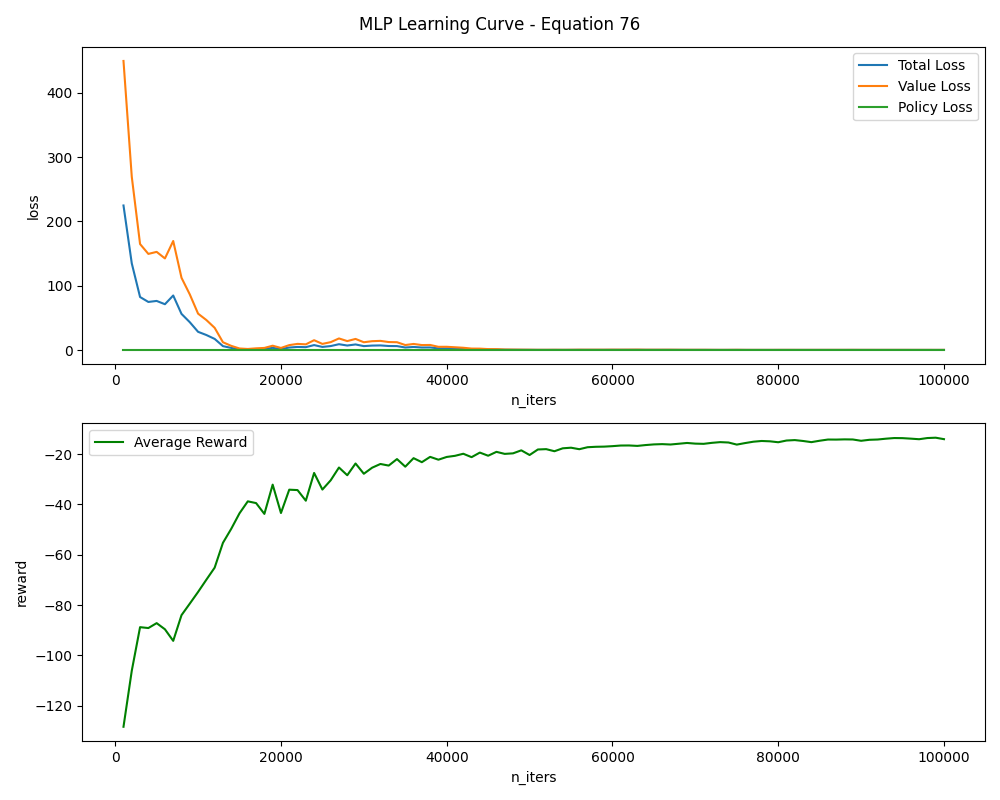 MLP Learning Curve - Equation 76
Total Loss
Value Loss
Policy Loss
400
300
200
100
0
loss
0 20000 40000 60000 80000 100000
n_iters
Average Reward
−20
−40
−60
−80
−100
−120
reward
0 20000 40000 60000 80000 100000
n_iters